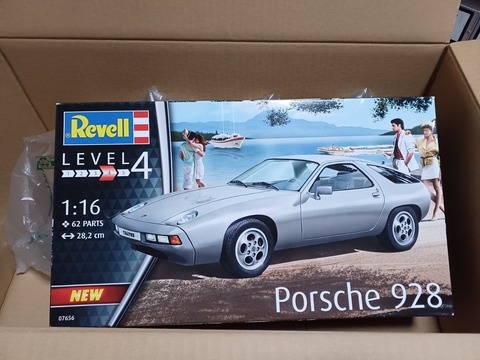 Revell
LEVEL 4
1:16
62 PARTS
28,2 cm
NEW
07656
Porsche 928